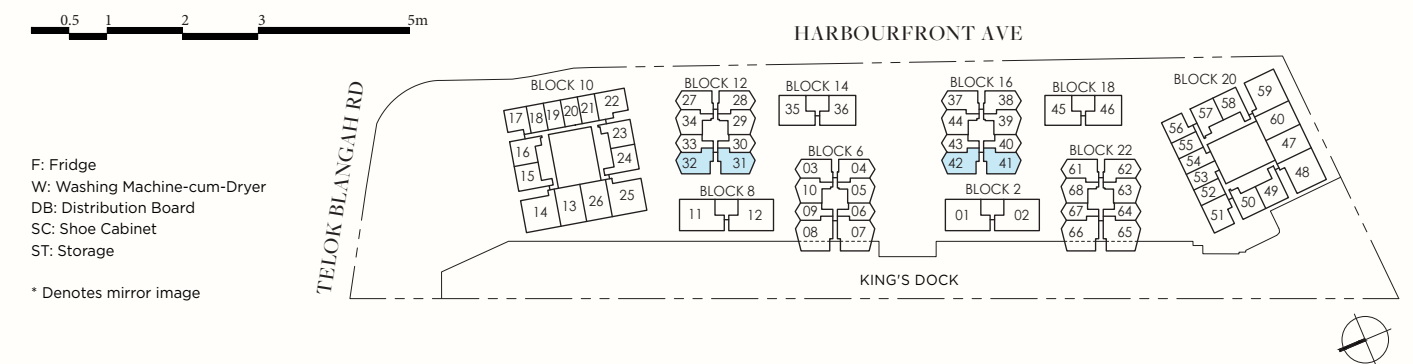 0.5 1 2 3 5m
HARBOURFRONT AVE
TELOK BLANGAH RD
F: Fridge
W: Washing Machine-cum-Dryer
DB: Distribution Board
SC: Shoe Cabinet
ST: Storage
* Denotes mirror image
BLOCK 10
17 18 19 20 21 22
16 23
15 24
14 13 26 25
BLOCK 12
27 28
34 29
33 30
32 31
BLOCK 14
35 36
BLOCK 8
11 12
BLOCK 6
03 04
10 05
09 06
08 07
BLOCK 16
37 38
44 39
43 40
42 41
BLOCK 18
45 46
BLOCK 2
01 02
BLOCK 22
61 62
68 63
67 64
66 65
BLOCK 20
59
58
57 60
56
55 47
54
53 48
52 49
51 50
KING'S DOCK